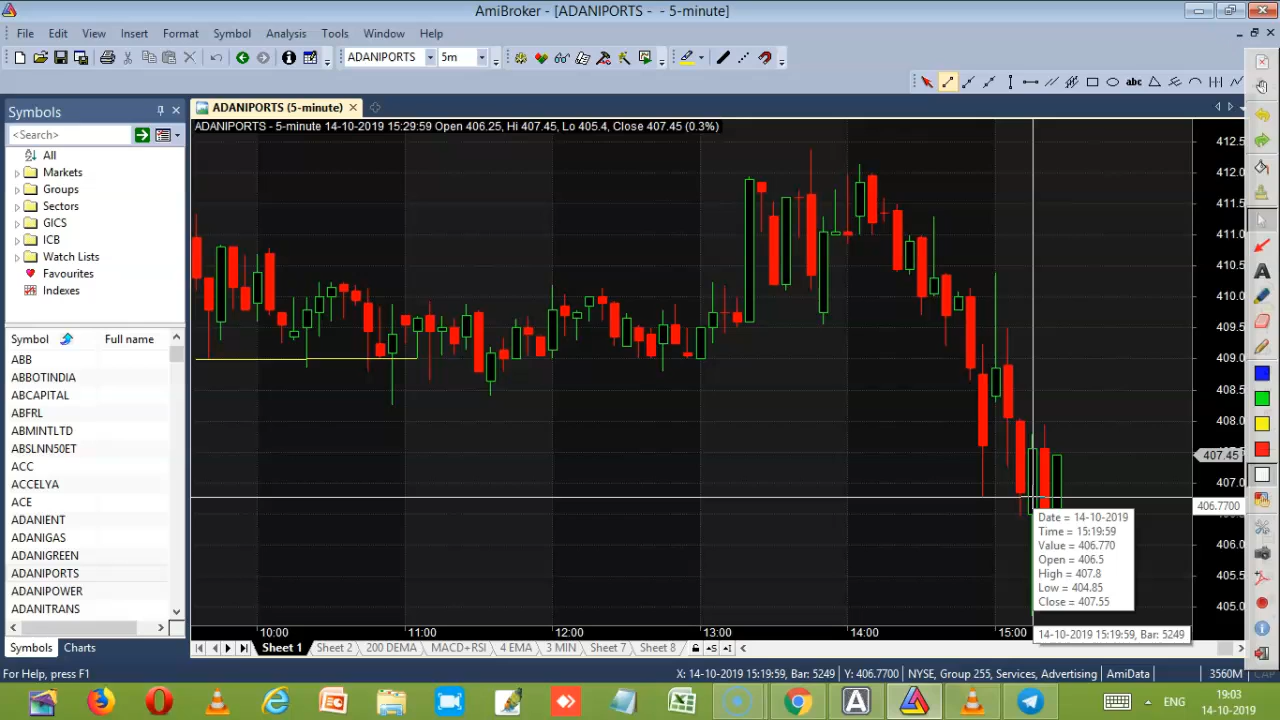 AmiBroker - [ADANIPORTS - - 5-minute]
File Edit View Insert Format Symbol Analysis Tools Window Help
ADANIPORTS 5m
abc
Symbols
ADANIPORTS (5-minute)
<Search>
ADANIPORTS - 5-minute 14-10-2019 15:29:59 Open 406.25, Hi 407.45, Lo 405.4, Close 407.45 (0.3%)
All
Markets
Groups
Sectors
GICS
ICB
Watch Lists
Favourites
Indexes
Symbol Full name
ABB
ABBOTINDIA
ABCAPITAL
ABFRL
ABMINTLTD
ABSLNN50ET
ACC
ACCELYA
ACE
ADANIENT
ADANIGAS
ADANIGREEN
ADANIPORTS
ADANIPOWER
ADANITRANS
412.5
412.0
411.5
411.0
410.5
410.0
409.5
409.0
408.5
408.0
407.45
407.0
406.7700
406.0
405.5
405.0
Date = 14-10-2019
Time = 15:19:59
Value = 406.770
Open = 406.5
High = 407.8
Low = 404.85
Close = 407.55
10:00 11:00 12:00 13:00 14:00 15:00
14-10-2019 15:19:59, Bar: 5249
Symbols Charts
Sheet 1 Sheet 2 200 DEMA MACD+RSI 4 EMA 3 MIN Sheet 7 Sheet 8
For Help, press F1
X: 14-10-2019 15:19:59, Bar: 5249 Y: 406.7700 NYSE, Group 255, Services, Advertising AmiData 3560M CAP
ENG
19:03
14-10-2019